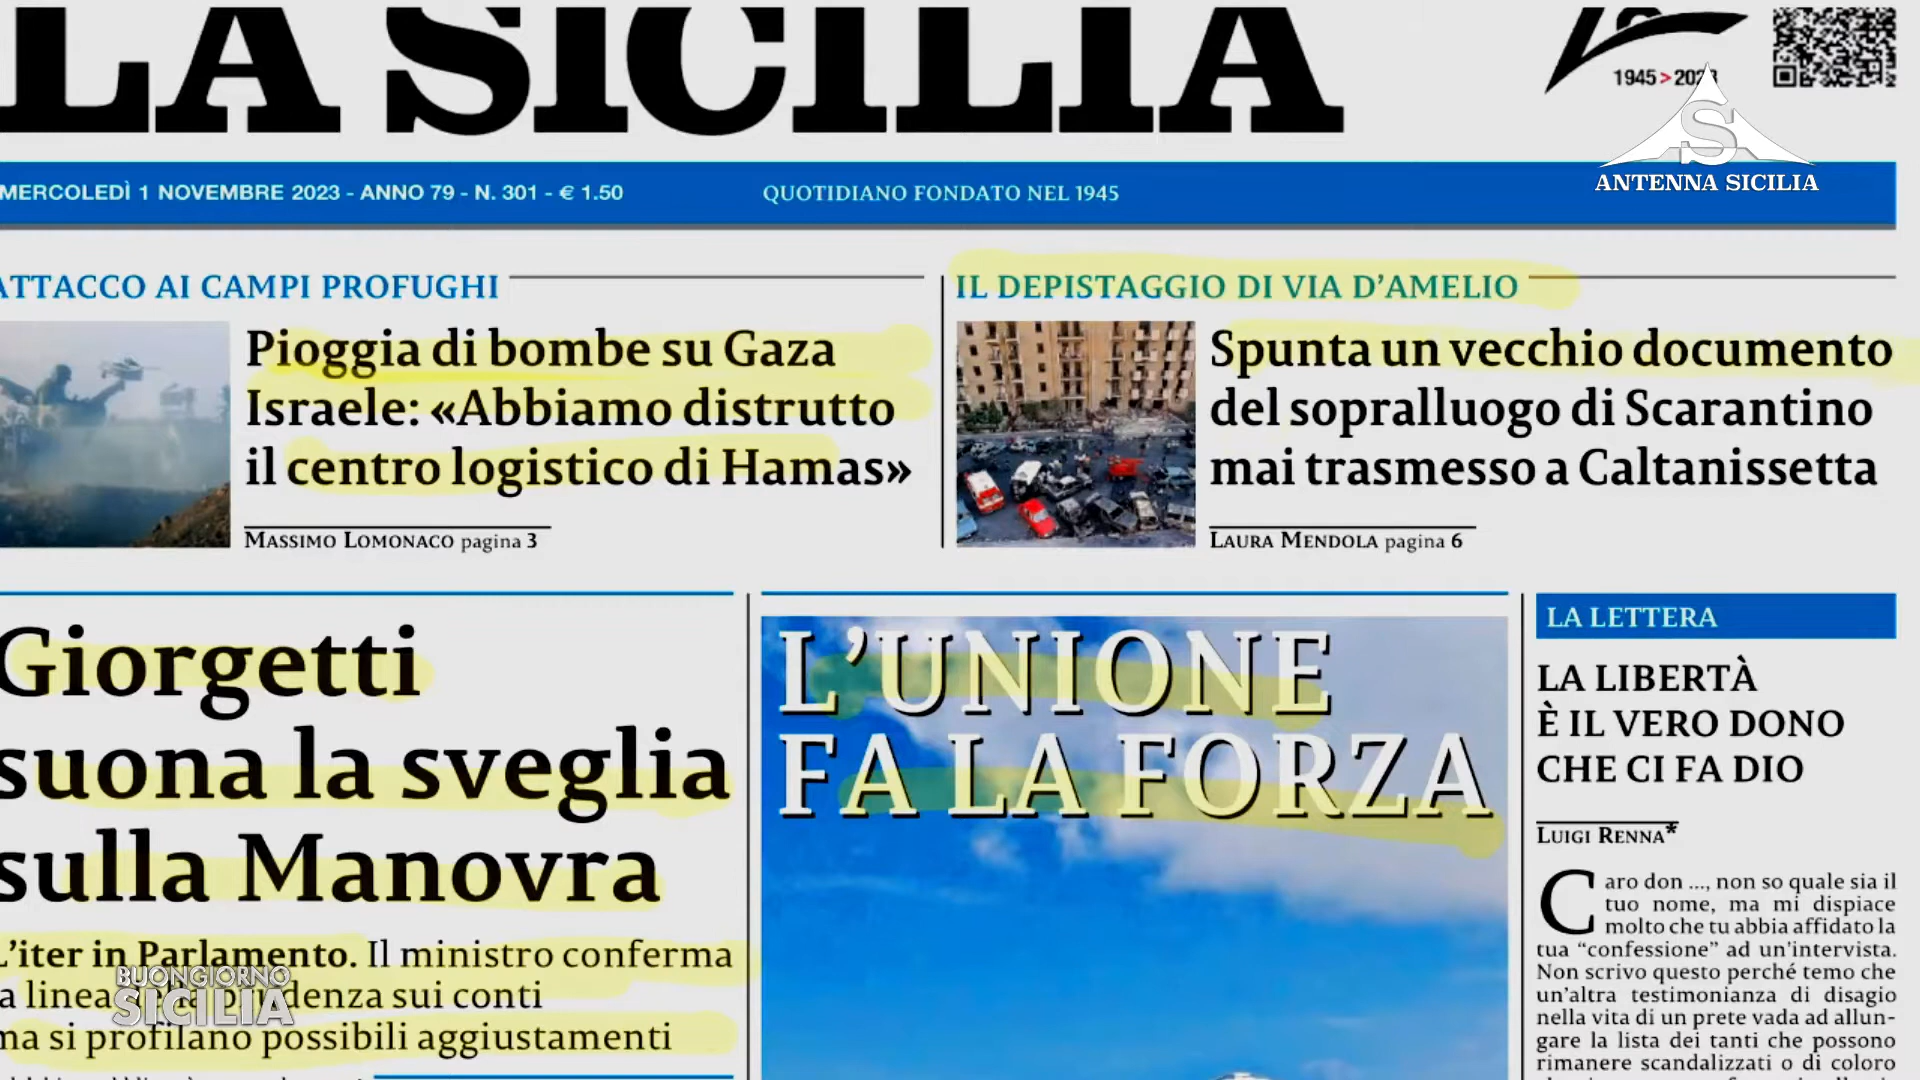 LA SICILIA
1945>2023
ANTENNA SICILIA
MERCOLEDÌ 1 NOVEMBRE 2023 - ANNO 79 - N. 301 - € 1.50
QUOTIDIANO FONDATO NEL 1945
ATTACCO AI CAMPI PROFUGHI
Pioggia di bombe su Gaza
Israele: «Abbiamo distrutto
il centro logistico di Hamas»
MASSIMO LOMONACO pagina 3
IL DEPISTAGGIO DI VIA D'AMELIO
Spunta un vecchio documento
del sopralluogo di Scarantino
mai trasmesso a Caltanissetta
LAURA MENDOLA pagina 6
Giorgetti
suona la sveglia
sulla Manovra
L'iter in Parlamento. Il ministro conferma
a linea della prudenza sui conti
ma si profilano possibili aggiustamenti
BUONGIORNO
SICILIA
L'UNIONE
FA LA FORZA
LA LETTERA
LA LIBERTÀ
È IL VERO DONO
CHE CI FA DIO
LUIGI RENNA*
Caro don ..., non so quale sia il
tuo nome, ma mi dispiace
molto che tu abbia affidato la
tua “confessione” ad un'intervista.
Non scrivo questo perché temo che
un'altra testimonianza di disagio
nella vita di un prete vada ad allun-
gare la lista dei tanti che possono
rimanere scandalizzati o di coloro